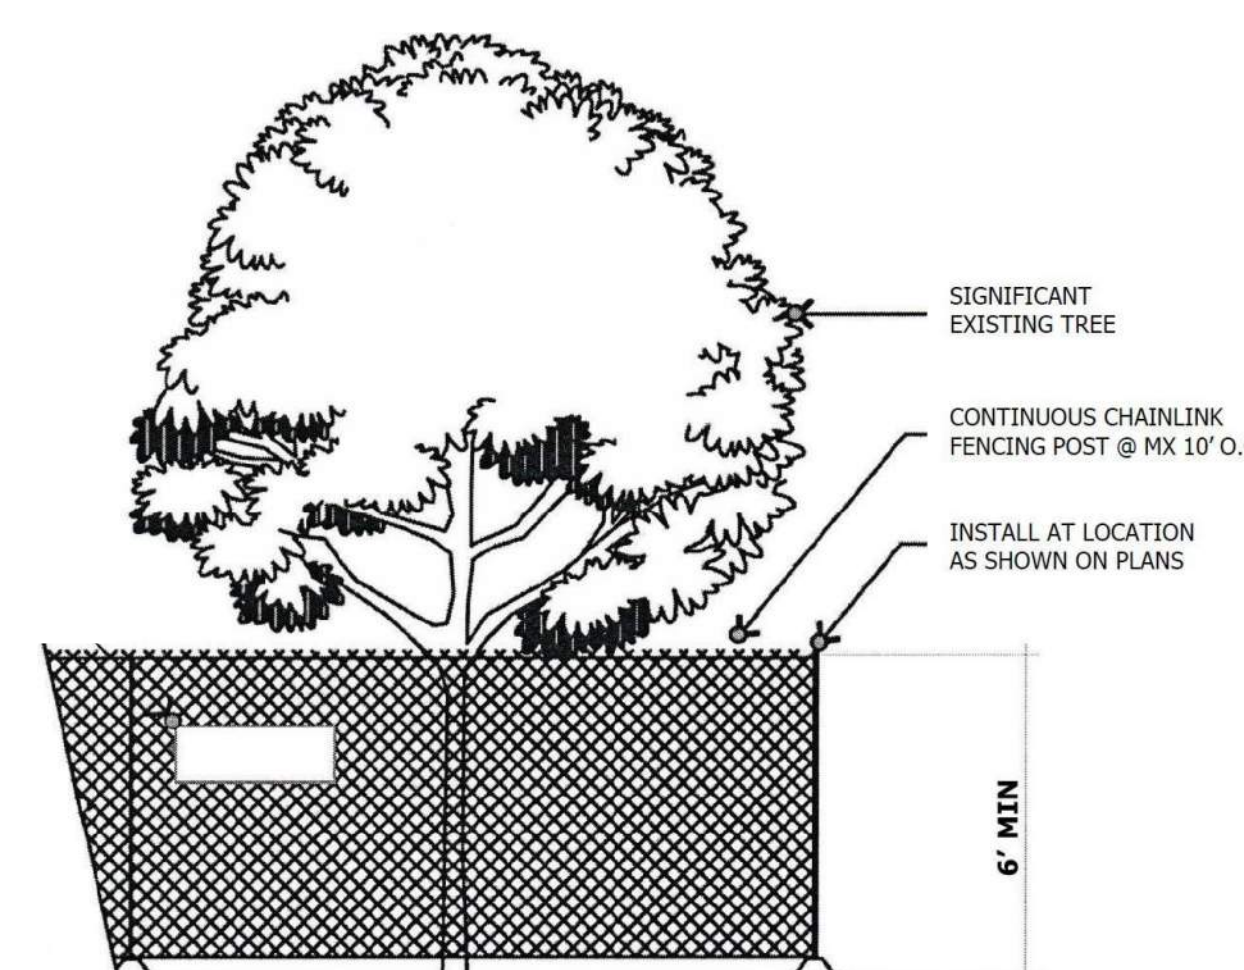 SIGNIFICANT
EXISTING TREE
CONTINUOUS CHAINLINK
FENCING POST @ MX 10' O.
INSTALL AT LOCATION
AS SHOWN ON PLANS
6' MIN